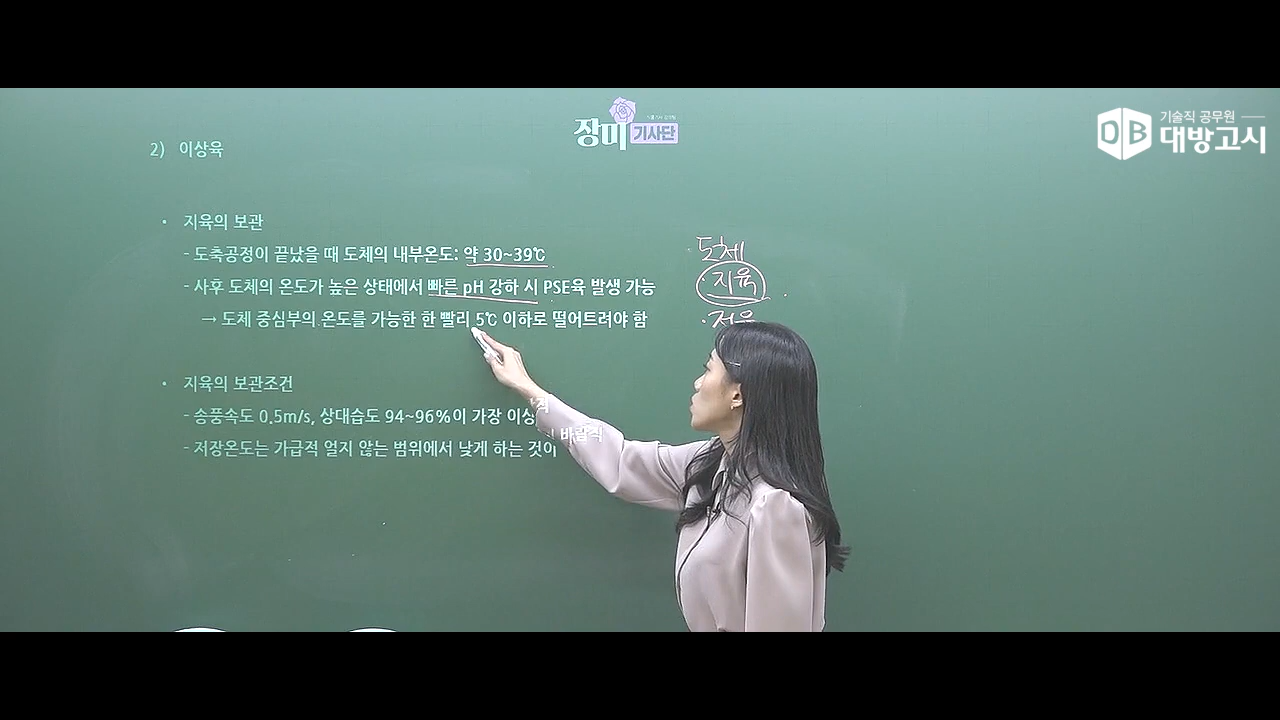 장미 기사단
기술직 공무원
DB 대방고시
2) 이상육
• 지육의 보관
- 도축공정이 끝났을 때 도체의 내부온도: 약 30~39℃
- 사후 도체의 온도가 높은 상태에서 빠른 pH 강하 시 PSE육 발생 가능
→ 도체 중심부의 온도를 가능한 한 빨리 5℃ 이하로 떨어트려야 함
· 도체
· 지육
· 정육
• 지육의 보관조건
- 송풍속도 0.5m/s, 상대습도 94~96%이 가장 이상
- 저장온도는 가급적 얼지 않는 범위에서 낮게 하는 것이 바람직